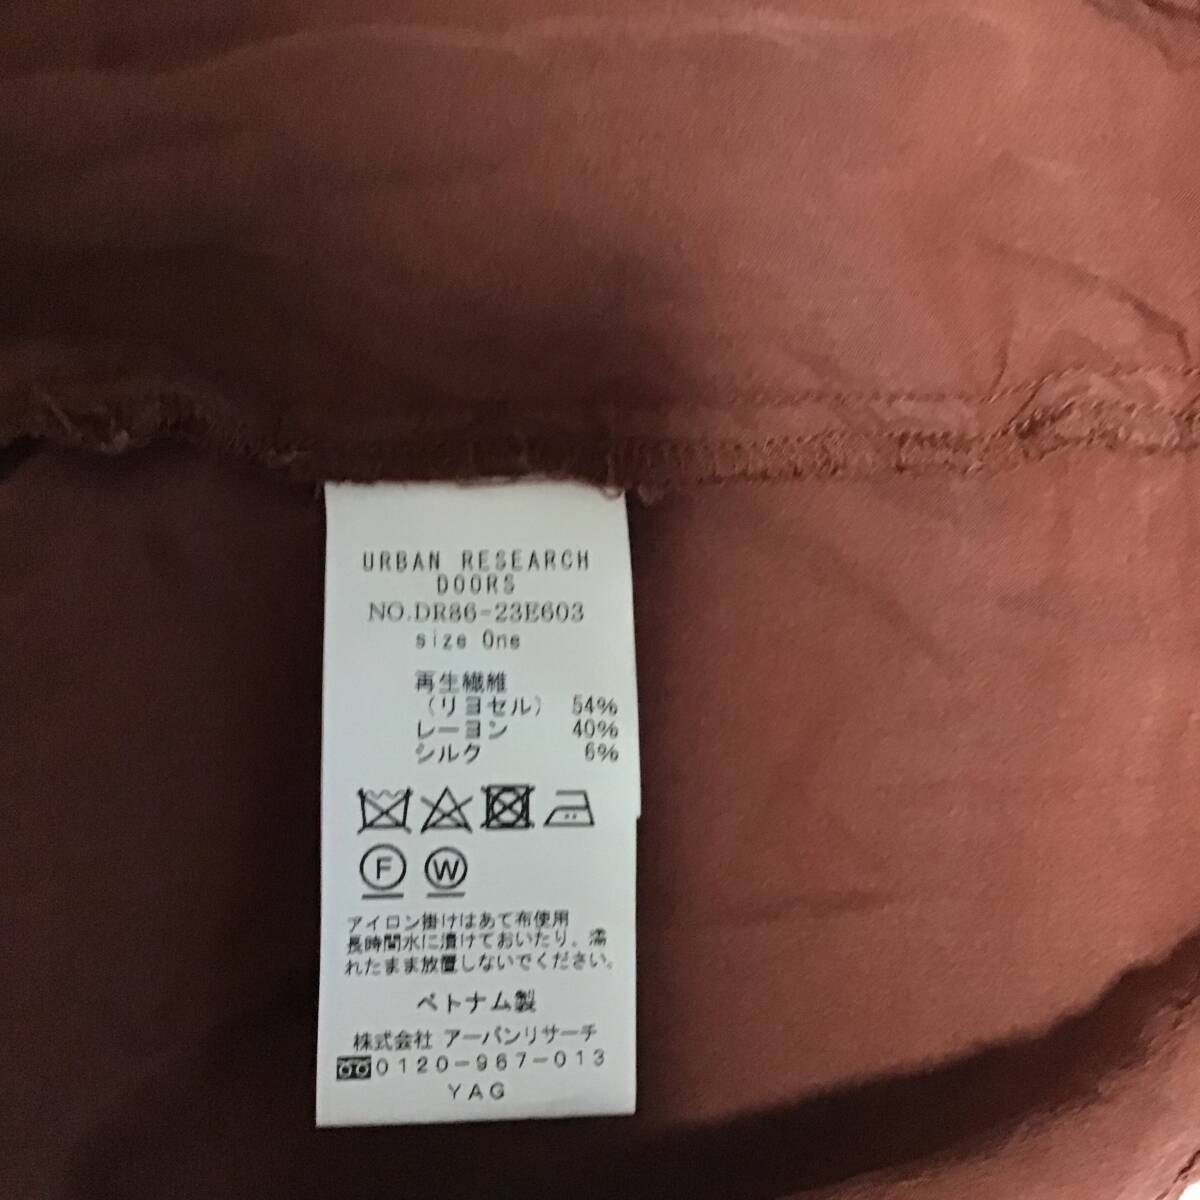 URBAN RESEARCH
DOORS
NO.DR86-23E603
size One
再生繊維
（リヨセル） 54%
レーヨン 40%
シルク 6%
F W
アイロン掛けはあて布使用
長時間水に漬けておいたり、濡
れたまま放置しないでください。
ベトナム製
株式会社 アーバンリサーチ
0120-967-013
YAG